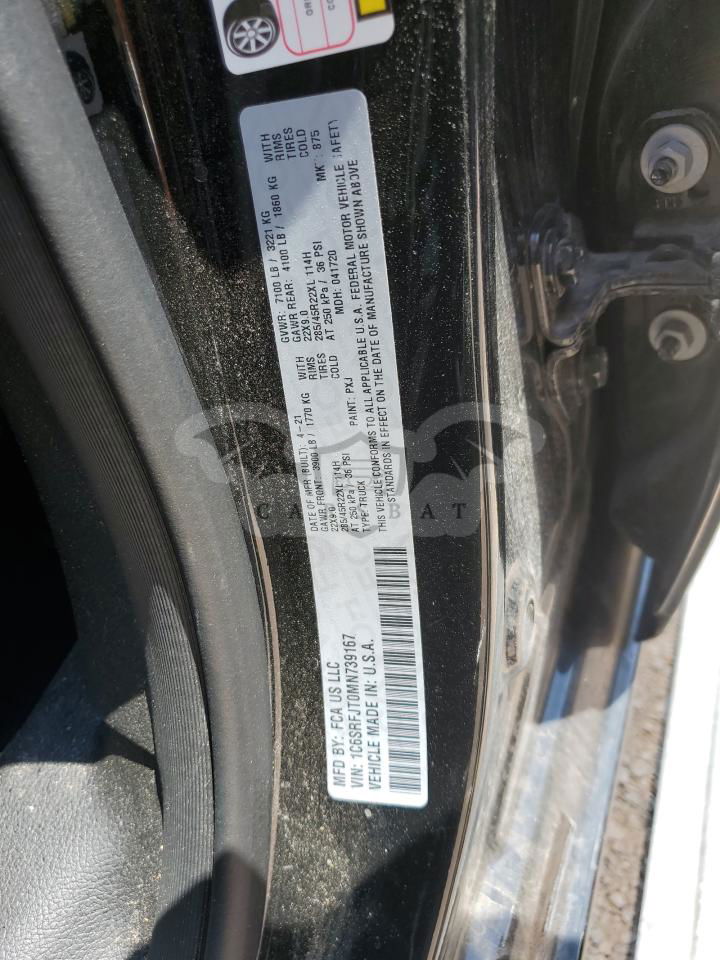 MFD BY: FCA US LLC
VIN: 1C6SRFJT0MN739167
VEHICLE MADE IN: U.S.A.
DATE OF MFR (BUILT): 4-21
GAWR FRONT: 3900 LB / 1770 KG WITH
22X9.0 RIMS
285/45R22XL 114H TIRES
AT 250 kPa / 36 PSI COLD
TYPE: TRUCK PAINT: PXJ
GVWR: 7100 LB / 3221 KG
GAWR REAR: 4100 LB / 1860 KG WITH
22X9.0 RIMS
285/45R22XL 114H TIRES
AT 250 kPa / 36 PSI COLD
MDH: 041720 MK: 875
THIS VEHICLE CONFORMS TO ALL APPLICABLE U.S.A. FEDERAL MOTOR VEHICLE SAFETY
STANDARDS IN EFFECT ON THE DATE OF MANUFACTURE SHOWN ABOVE
BAT